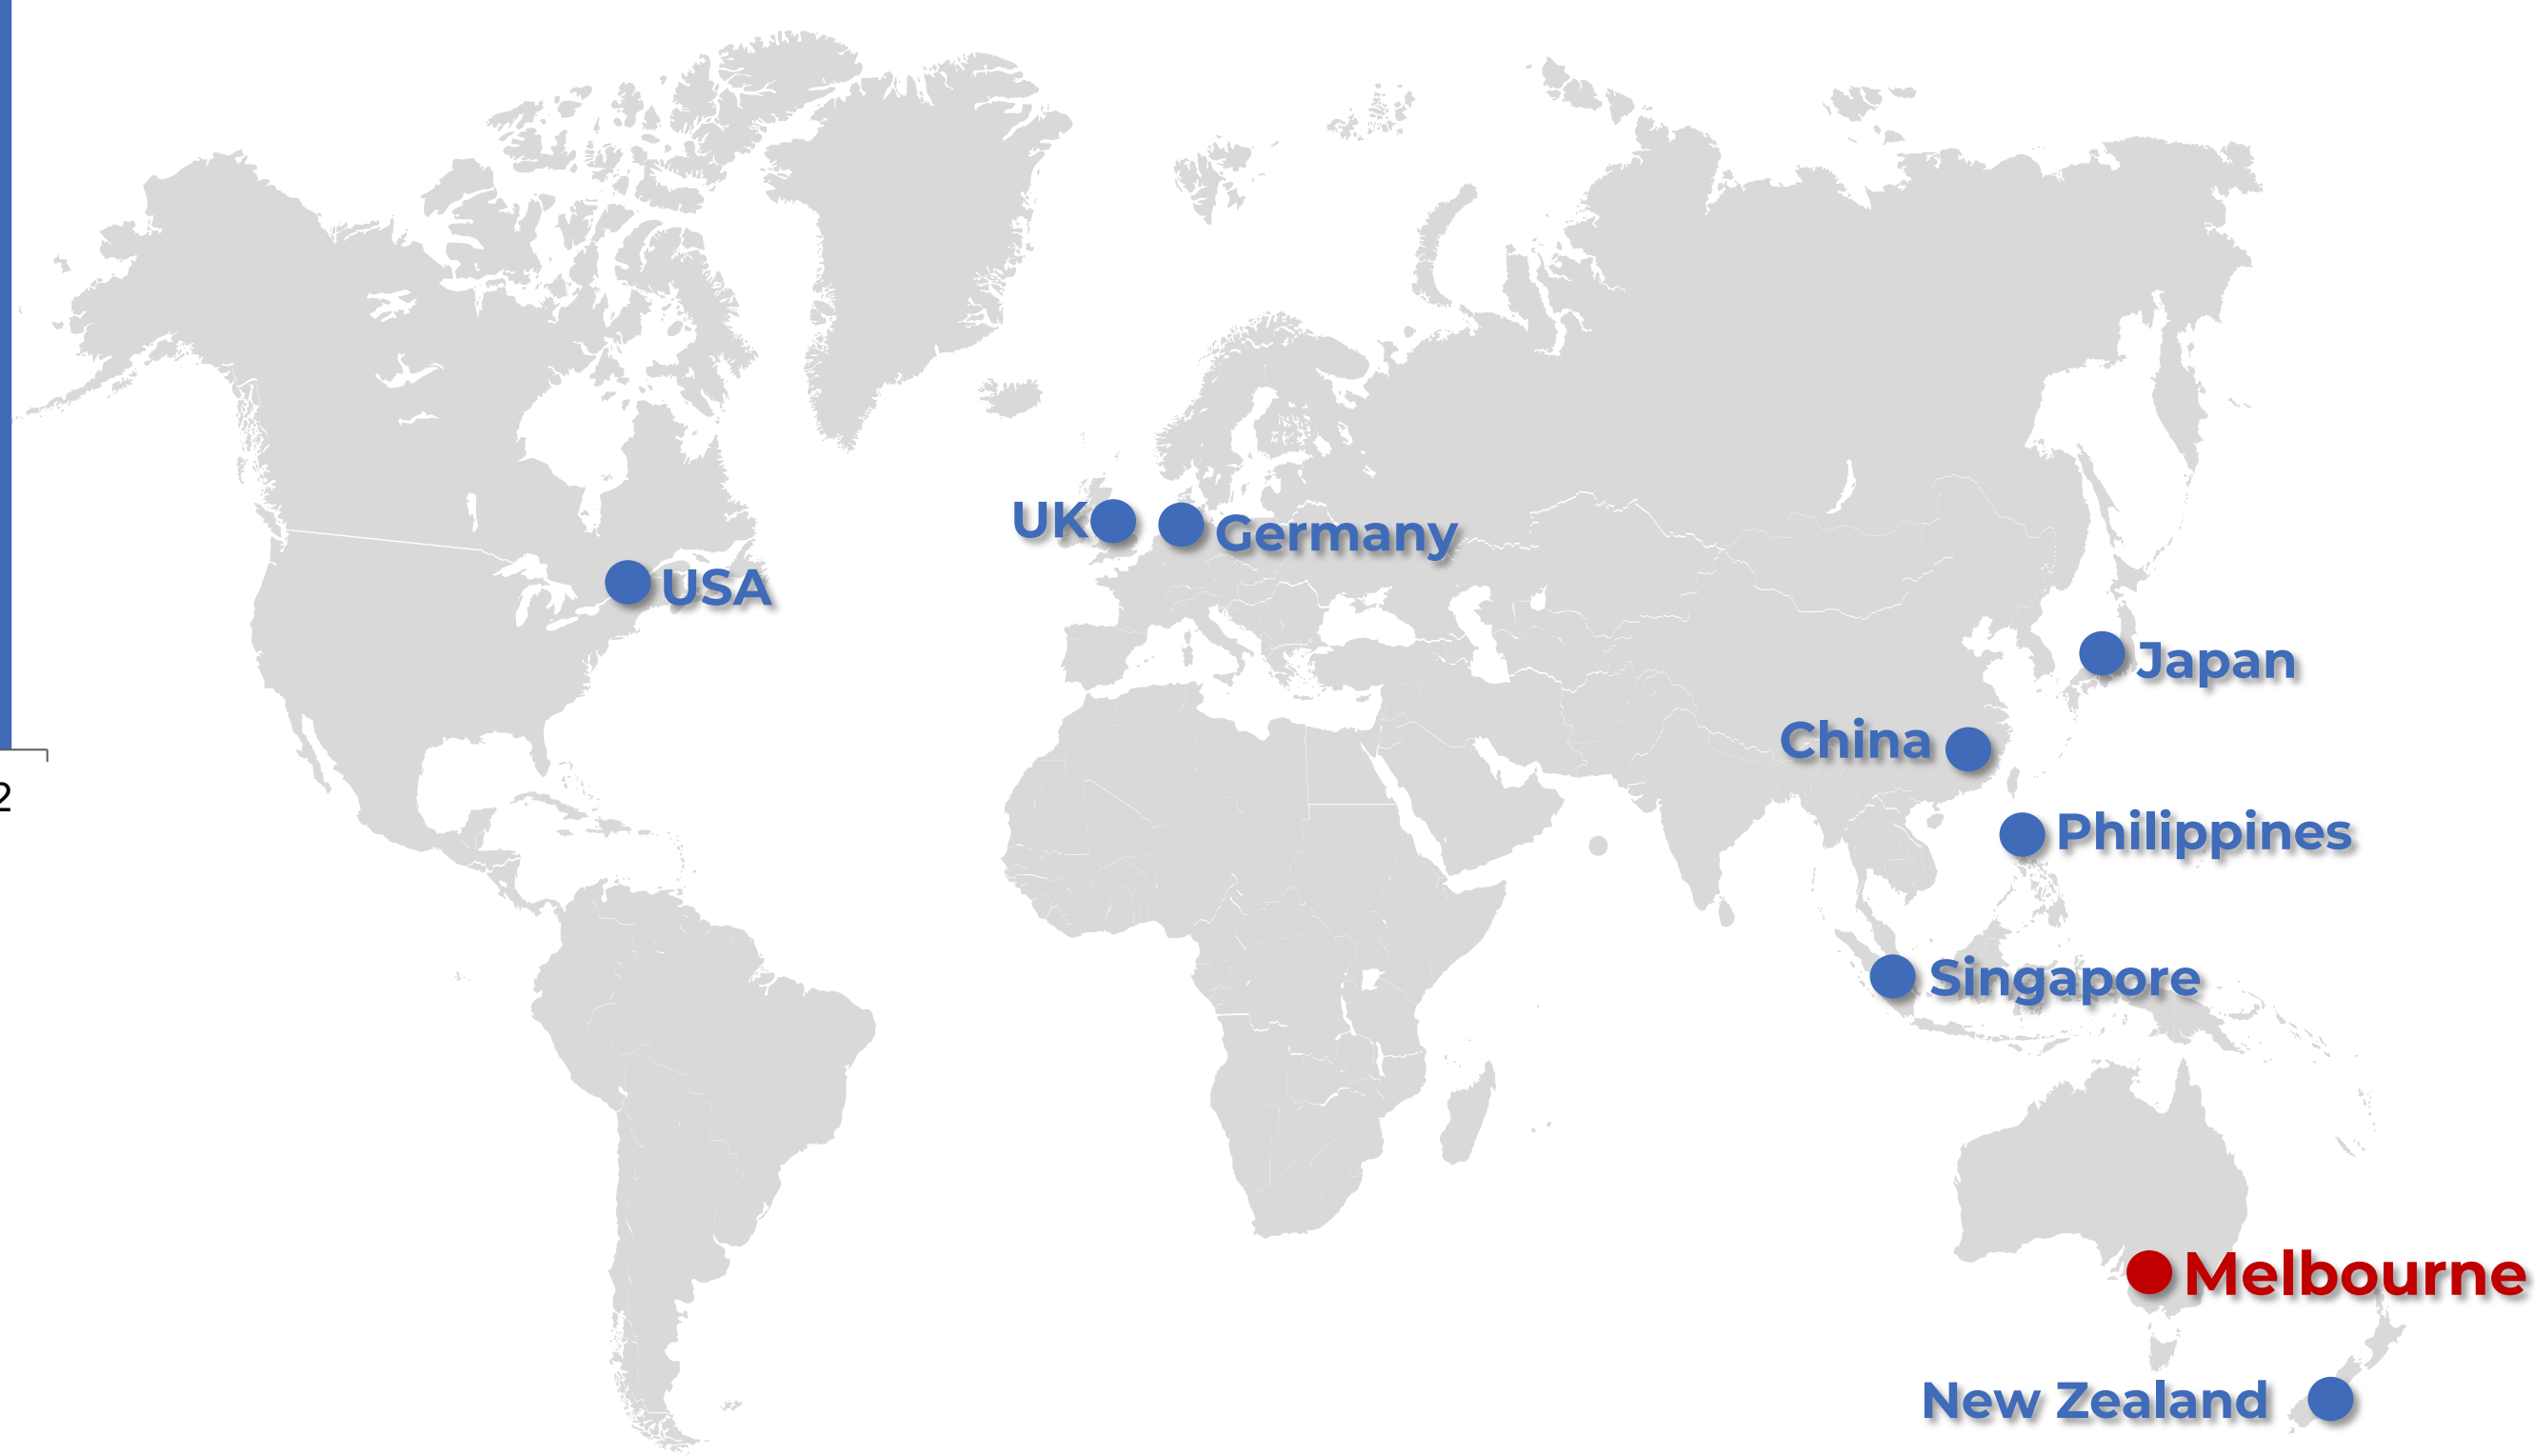 UK
Germany
USA
Japan
China
2
Philippines
Singapore
Melbourne
New Zealand